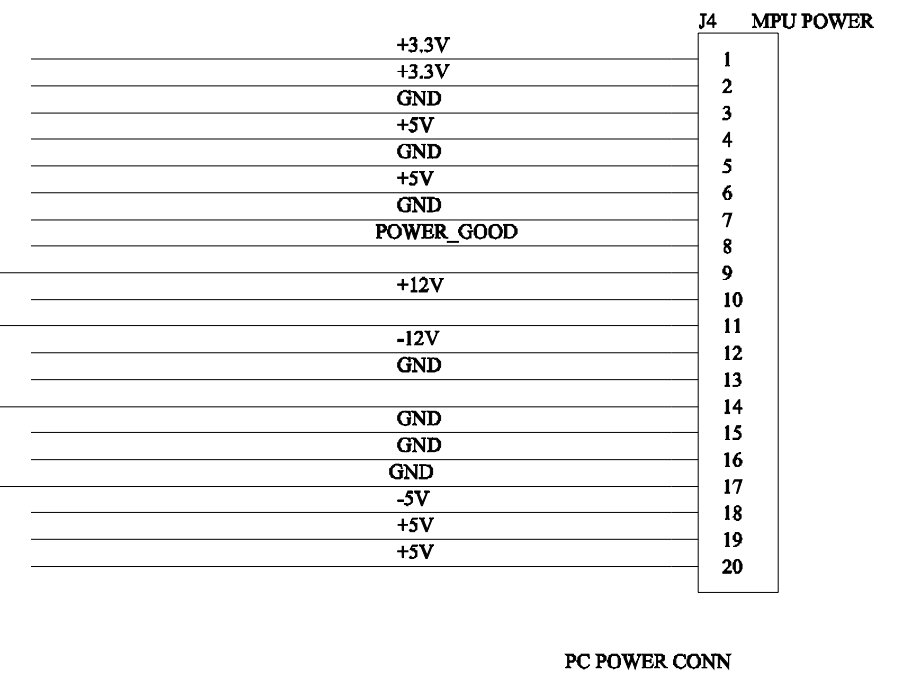 J4 MPU POWER
+3.3V 1
+3.3V 2
GND 3
+5V 4
GND 5
+5V 6
GND 7
POWER_GOOD 8
9
+12V 10
11
-12V 12
GND 13
14
GND 15
GND 16
GND 17
-5V 18
+5V 19
+5V 20
PC POWER CONN